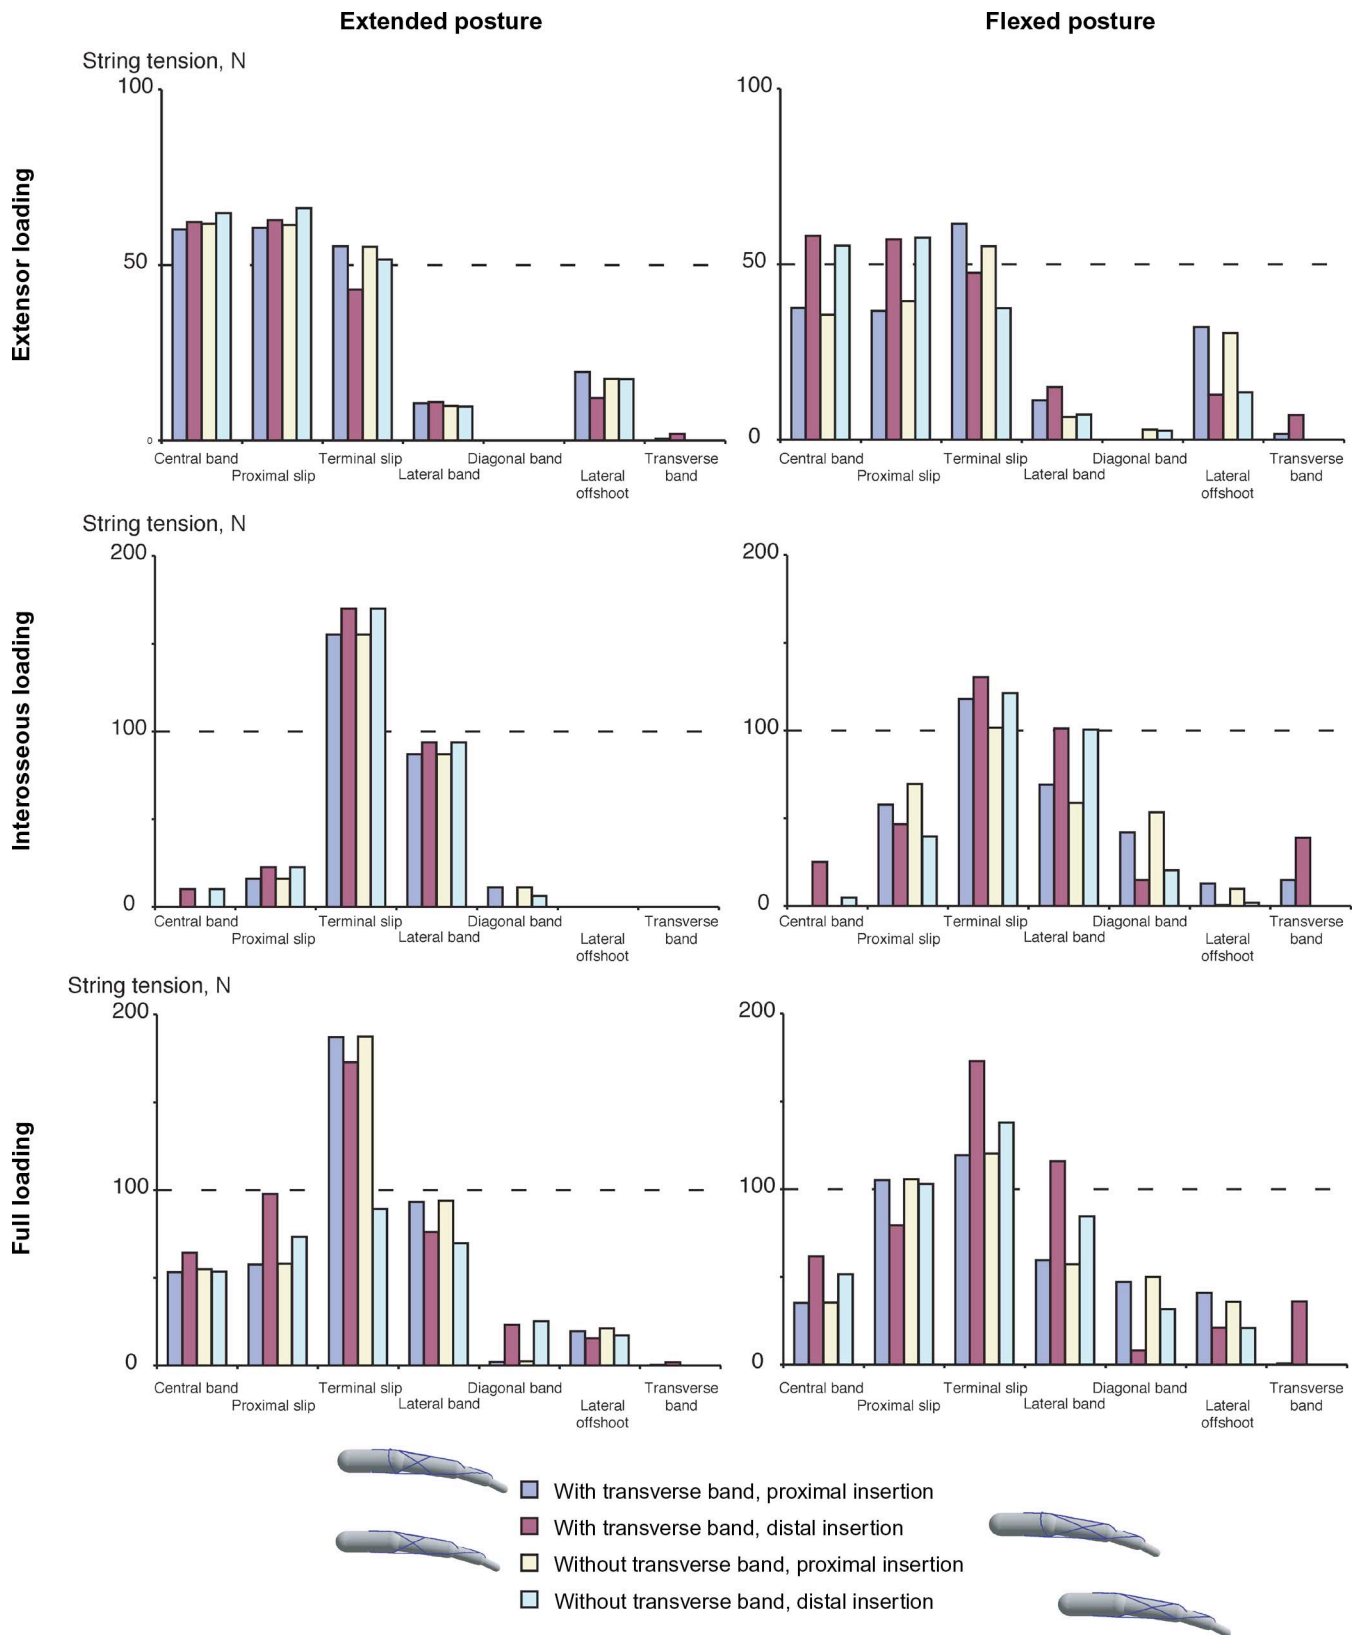 Extended posture
Flexed posture
Extensor loading
String tension, N
100
50
0
Central band
Proximal slip
Terminal slip
Lateral band
Diagonal band
Lateral
offshoot
Transverse
band
100
50
0
Central band
Proximal slip
Terminal slip
Lateral band
Diagonal band
Lateral
offshoot
Transverse
band
Interosseous loading
String tension, N
200
100
0
Central band
Proximal slip
Terminal slip
Lateral band
Diagonal band
Lateral
offshoot
Transverse
band
200
100
0
Central band
Proximal slip
Terminal slip
Lateral band
Diagonal band
Lateral
offshoot
Transverse
band
Full loading
String tension, N
200
100
0
Central band
Proximal slip
Terminal slip
Lateral band
Diagonal band
Lateral
offshoot
Transverse
band
200
100
0
Central band
Proximal slip
Terminal slip
Lateral band
Diagonal band
Lateral
offshoot
Transverse
band
With transverse band, proximal insertion
With transverse band, distal insertion
Without transverse band, proximal insertion
Without transverse band, distal insertion